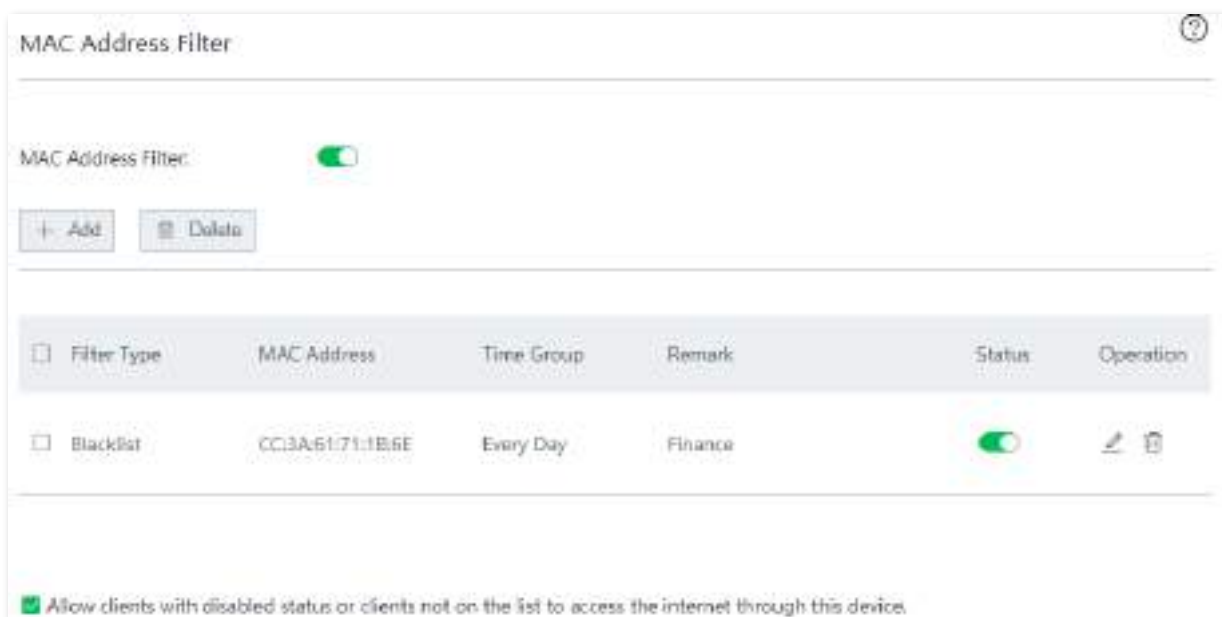 MAC Address Filter
MAC Address Filter:
+ Add Delete
Filter Type MAC Address Time Group Remark Status Operation
Blacklist CC:3A:61:71:1B:6E Every Day Finance
Allow clients with disabled status or clients not on the list to access the internet through this device.